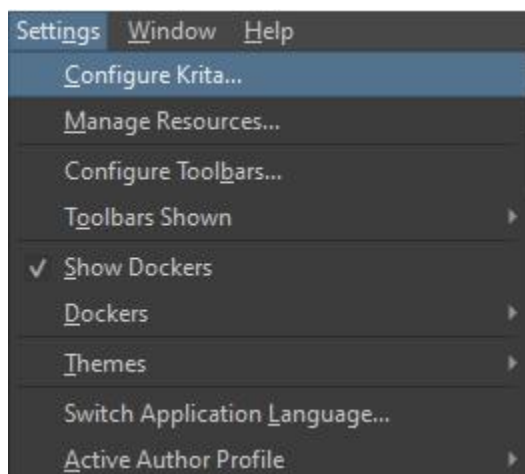 Settings Window Help
Configure Krita...
Manage Resources...
Configure Toolbars...
Toolbars Shown
Show Dockers
Dockers
Themes
Switch Application Language...
Active Author Profile